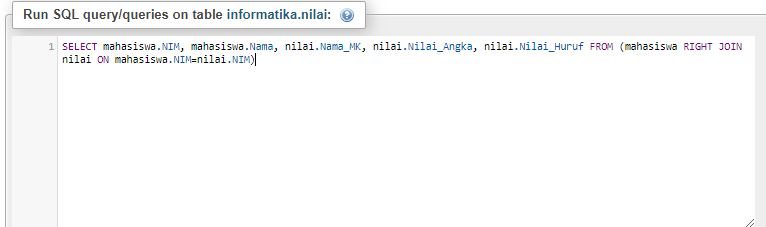 Run SQL query/queries on table informatika.nilai:
1 SELECT mahasiswa.NIM, mahasiswa.Nama, nilai.Nama_MK, nilai.Nilai_Angka, nilai.Nilai_Huruf FROM (mahasiswa RIGHT JOIN
nilai ON mahasiswa.NIM=nilai.NIM)